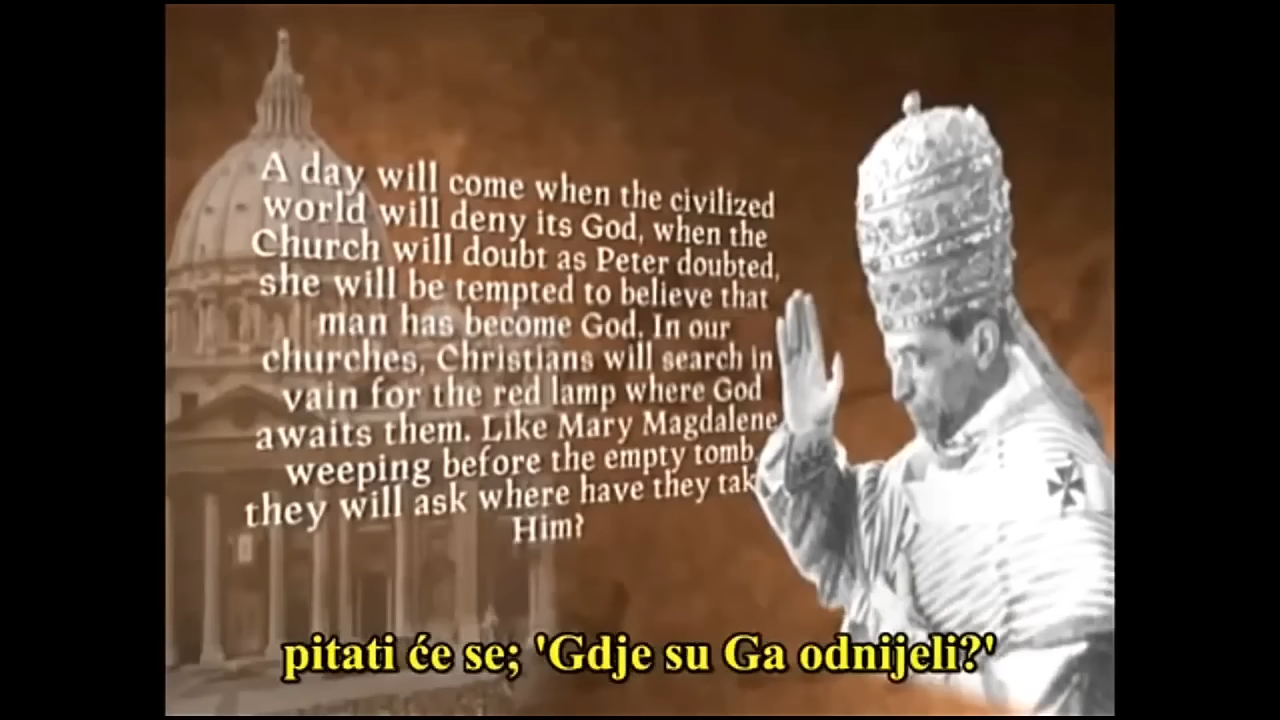 A day will come when the civilized
world will deny its God, when the
Church will doubt as Peter doubted,
she will be tempted to believe that
man has become God. In our
churches, Christians will search in
vain for the red lamp where God
awaits them. Like Mary Magdalene
weeping before the empty tomb,
they will ask where have they tak
Him?
pitati će se; 'Gdje su Ga odnijeli?'